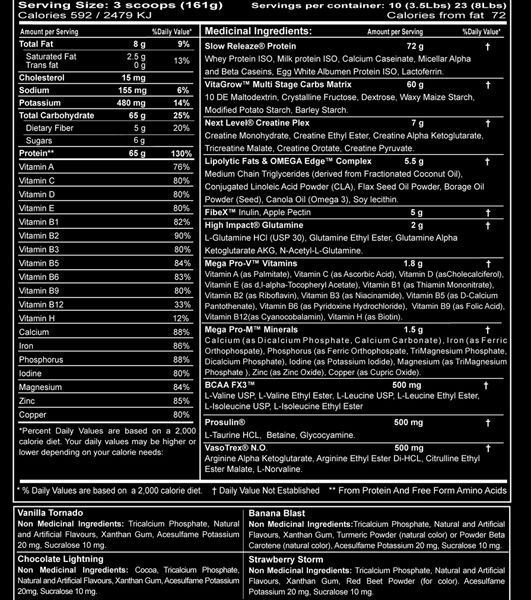 Serving Size: 3 scoops (161g)
Servings per container: 10 (3.5Lbs) 23 (8Lbs)
Calories 592 / 2479 KJ
Calories from fat 72
Amount per Serving %Daily Value*
Total Fat 8 g 9%
Saturated Fat 2.5 g
Trans fat 0 g 13%
Cholesterol 15 mg
Sodium 155 mg 6%
Potassium 480 mg 14%
Total Carbohydrate 65 g 25%
Dietary Fiber 5 g 20%
Sugars 6 g
Protein** 65 g 130%
Vitamin A 76%
Vitamin C 80%
Vitamin D 80%
Vitamin E 80%
Vitamin B1 82%
Vitamin B2 90%
Vitamin B3 80%
Vitamin B5 84%
Vitamin B6 83%
Vitamin B9 80%
Vitamin B12 33%
Vitamin H 12%
Calcium 88%
Iron 86%
Phosphorus 88%
Iodine 80%
Magnesium 84%
Zinc 85%
Copper 80%
*Percent Daily Values are based on a 2,000
calorie diet. Your daily values may be higher or
lower depending on your calorie needs:
Medicinal Ingredients: Amount per Serving %Daily Value*
Slow Releaze® Protein 72 g †
Whey Protein ISO, Milk protein ISO, Calcium Caseinate, Micellar Alpha
and Beta Caseins, Egg White Albumen Protein ISO, Lactoferrin.
VitaGrow™ Multi Stage Carbs Matrix 60 g †
10 DE Maltodextrin, Crystalline Fructose, Dextrose, Waxy Maize Starch,
Modified Potato Starch, Barley Starch.
Next Level® Creatine Plex 7 g †
Creatine Monohydrate, Creatine Ethyl Ester, Creatine Alpha Ketoglutarate,
Tricreatine Malate, Creatine Orotate, Creatine Pyruvate.
Lipolytic Fats & OMEGA Edge™ Complex 5.5 g †
Medium Chain Triglycerides (derived from Fractionated Coconut Oil),
Conjugated Linoleic Acid Powder (CLA), Flax Seed Oil Powder, Borage Oil
Powder (Seed), Canola Oil (Omega 3), Soy lecithin.
FibeX™ Inulin, Apple Pectin 5 g †
High Impact® Glutamine 2 g †
L-Glutamine HCl (USP 30), Glutamine Ethyl Ester, Glutamine Alpha
Ketoglutarate AKG, N-Acetyl-L-Glutamine.
Mega Pro-V™ Vitamins 1.8 g †
Vitamin A (as Palmitate), Vitamin C (as Ascorbic Acid), Vitamin D (asCholecalciferol),
Vitamin E (as d,l-alpha-Tocopheryl Acetate), Vitamin B1 (as Thiamin Mononitrate),
Vitamin B2 (as Riboflavin), Vitamin B3 (as Niacinamide), Vitamin B5 (as D-Calcium
Pantothenate), Vitamin B6 (as Pyridoxine Hydrochloride), Vitamin B9 (as Folic Acid),
Vitamin B12(as Cyanocobalamin), Vitamin H (as Biotin).
Mega Pro-M™ Minerals 1.5 g †
Calcium (as Dicalcium Phosphate, Calcium Carbonate), Iron (as Ferric
Orthophospate), Phosphorus (as Ferric Orthophospate, TriMagnesium Phosphate,
Dicalcium Phosphate), Iodine (as Potassium Iodide), Magnesium (as TriMagnesium
Phosphate ), Zinc (as Zinc Oxide), Copper (as Cupric Oxide).
BCAA FX3™ 500 mg †
L-Valine USP, L-Valine Ethyl Ester, L-Leucine USP, L-Leucine Ethyl Ester,
L-Isoleucine USP, L-Isoleucine Ethyl Ester
Prosulin® 500 mg †
L-Taurine HCL, Betaine, Glycocyamine.
VasoTrex® N.O. 500 mg †
Arginine Alpha Ketoglutarate, Arginine Ethyl Ester Di-HCL, Citrulline Ethyl
Ester Malate, L-Norvaline.
* % Daily Values are based on a 2,000 calorie diet. † Daily Value Not Established ** From Protein And Free Form Amino Acids
Vanilla Tornado
Non Medicinal Ingredients: Tricalcium Phosphate, Natural
and Artificial Flavours, Xanthan Gum, Acesulfame Potassium
20 mg, Sucralose 10 mg.
Banana Blast
Non Medicinal Ingredients:Tricalcium Phosphate, Natural and Artificial
Flavours, Xanthan Gum, Turmeric Powder (natural color) or Powder Beta
Carotene (natural color), Acesulfame Potassium 20 mg, Sucralose 10 mg.
Chocolate Lightning
Non Medicinal Ingredients: Cocoa, Tricalcium Phosphate,
Natural and Artificial Flavours, Xanthan Gum, Acesulfame Potassium
20mg, Sucralose 10 mg.
Strawberry Storm
Non Medicinal Ingredients:Tricalcium Phosphate, Natural and Artificial
Flavours, Xanthan Gum, Red Beet Powder (for color). Acesulfame
Potassium 20 mg, Sucralose 10 mg.